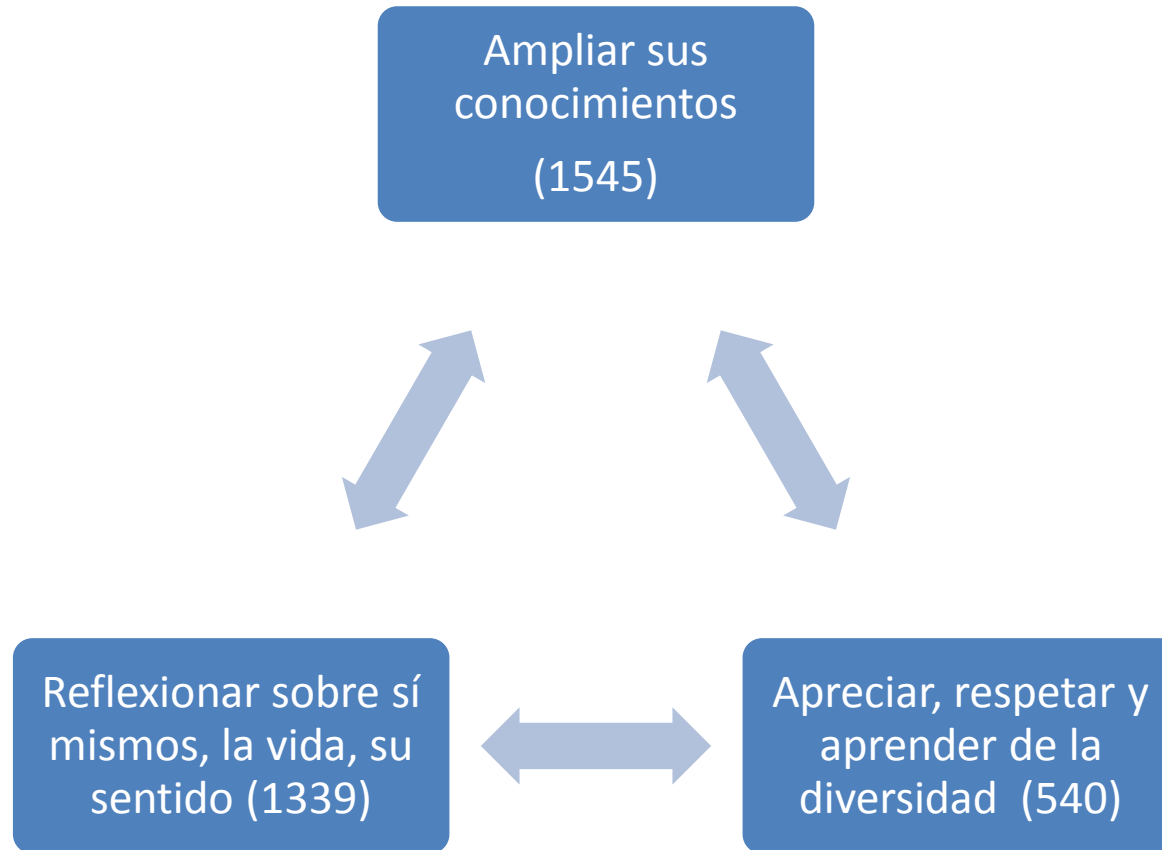 Ampliar sus
conocimientos
(1545)
Reflexionar sobre sí
mismos, la vida, su
sentido (1339)
Apreciar, respetar y
aprender de la
diversidad  (540)